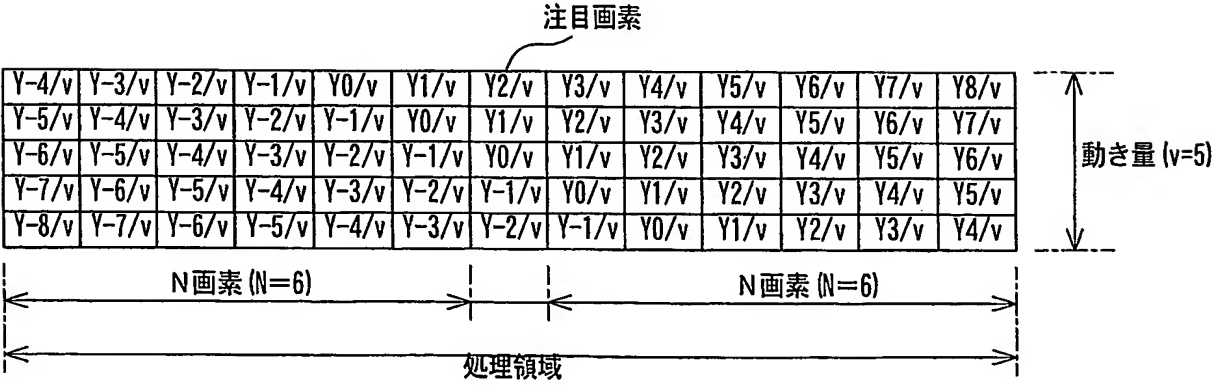 注目画素
Y-4/v Y-3/v Y-2/v Y-1/v Y0/v Y1/v Y2/v Y3/v Y4/v Y5/v Y6/v Y7/v Y8/v
Y-5/v Y-4/v Y-3/v Y-2/v Y-1/v Y0/v Y1/v Y2/v Y3/v Y4/v Y5/v Y6/v Y7/v
Y-6/v Y-5/v Y-4/v Y-3/v Y-2/v Y-1/v Y0/v Y1/v Y2/v Y3/v Y4/v Y5/v Y6/v
Y-7/v Y-6/v Y-5/v Y-4/v Y-3/v Y-2/v Y-1/v Y0/v Y1/v Y2/v Y3/v Y4/v Y5/v
Y-8/v Y-7/v Y-6/v Y-5/v Y-4/v Y-3/v Y-2/v Y-1/v Y0/v Y1/v Y2/v Y3/v Y4/v
動き量(v=5)
N画素(N=6) N画素(N=6)
処理領域